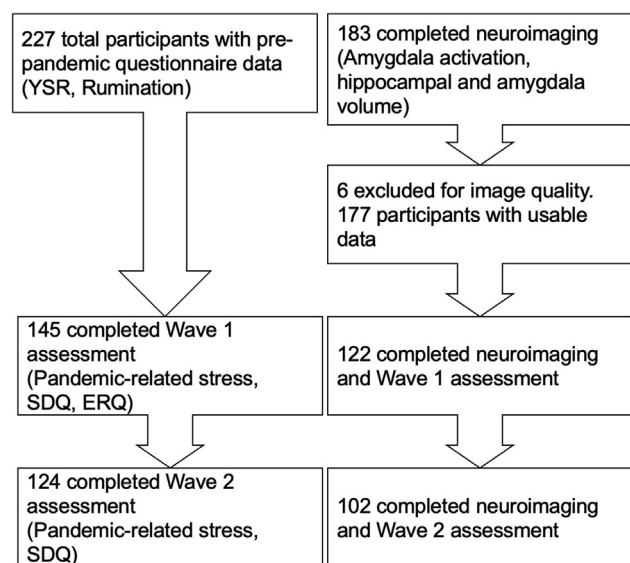 227 total participants with pre-
pandemic questionnaire data
(YSR, Rumination)
183 completed neuroimaging
(Amygdala activation,
hippocampal and amygdala
volume)
6 excluded for image quality.
177 participants with usable
data
145 completed Wave 1
assessment
(Pandemic-related stress,
SDQ, ERQ)
122 completed neuroimaging
and Wave 1 assessment
124 completed Wave 2
assessment
(Pandemic-related stress,
SDQ)
102 completed neuroimaging
and Wave 2 assessment